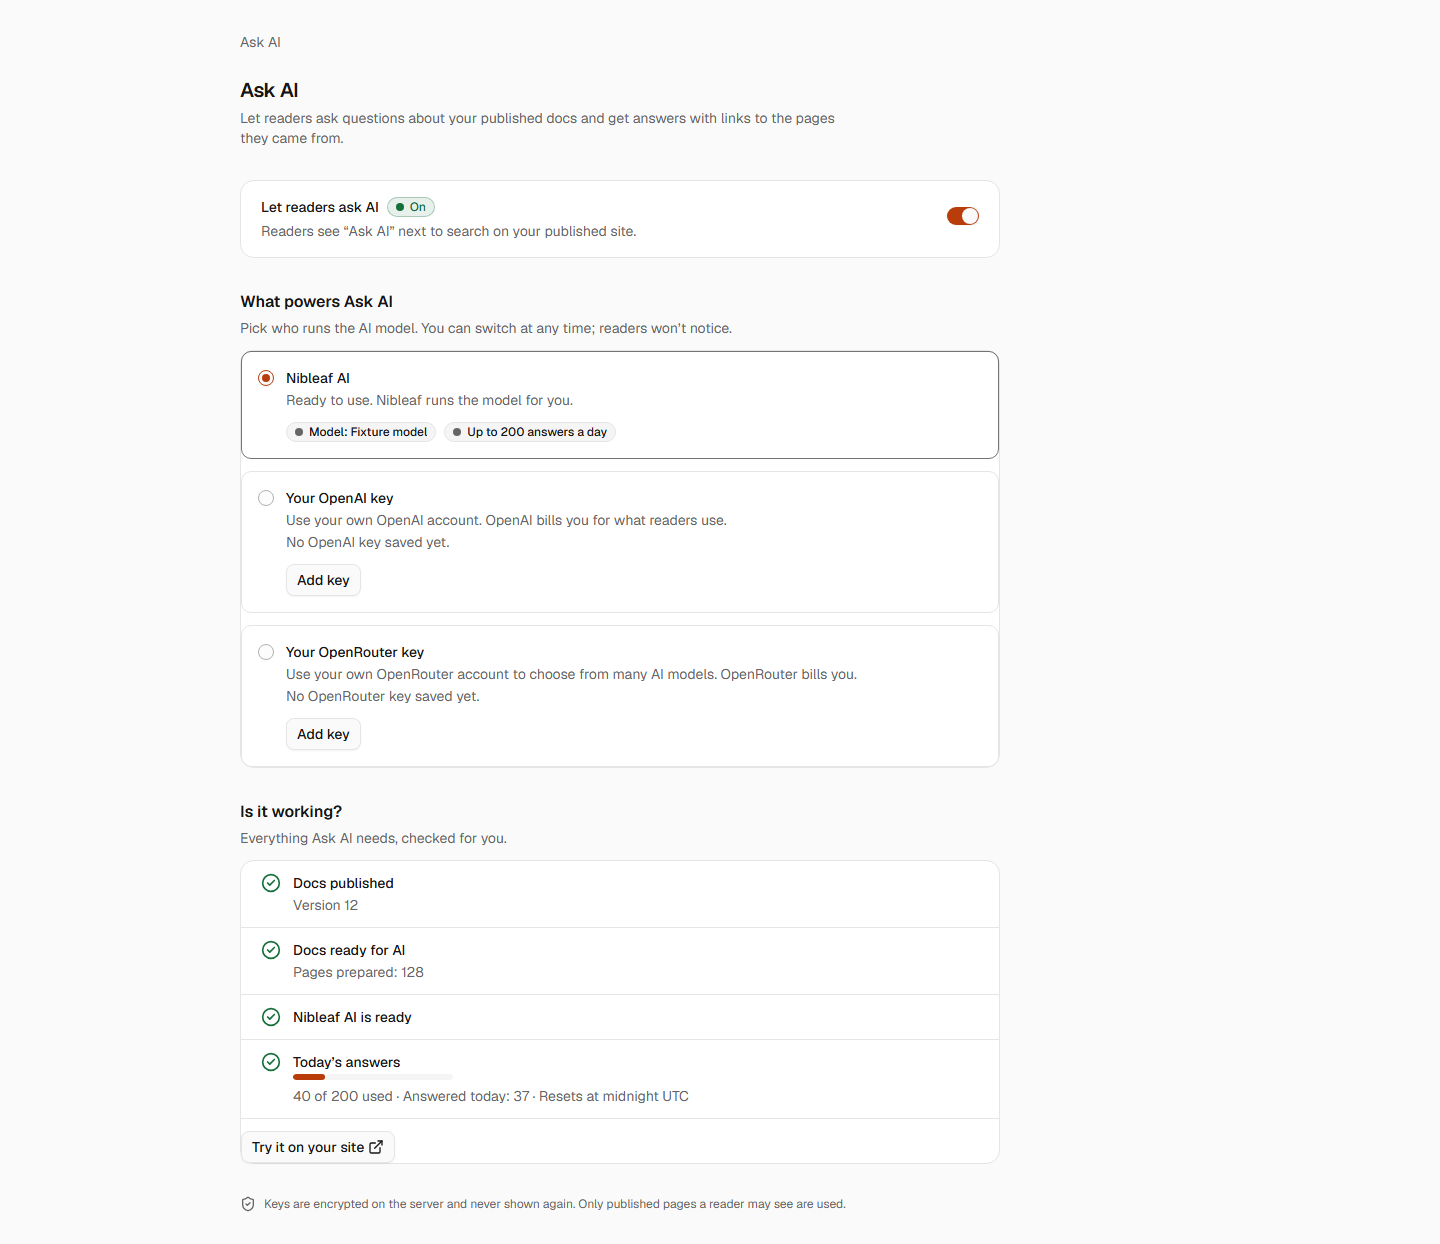 Ask AI
Ask AI
Let readers ask questions about your published docs and get answers with links to the pages
they came from.
Let readers ask AI
On
Readers see “Ask AI” next to search on your published site.
What powers Ask AI
Pick who runs the AI model. You can switch at any time; readers won’t notice.
Nibleaf AI
Ready to use. Nibleaf runs the model for you.
Model: Fixture model
Up to 200 answers a day
Your OpenAI key
Use your own OpenAI account. OpenAI bills you for what readers use.
No OpenAI key saved yet.
Add key
Your OpenRouter key
Use your own OpenRouter account to choose from many AI models. OpenRouter bills you.
No OpenRouter key saved yet.
Add key
Is it working?
Everything Ask AI needs, checked for you.
Docs published
Version 12
Docs ready for AI
Pages prepared: 128
Nibleaf AI is ready
Today’s answers
40 of 200 used · Answered today: 37 · Resets at midnight UTC
Try it on your site
Keys are encrypted on the server and never shown again. Only published pages a reader may see are used.